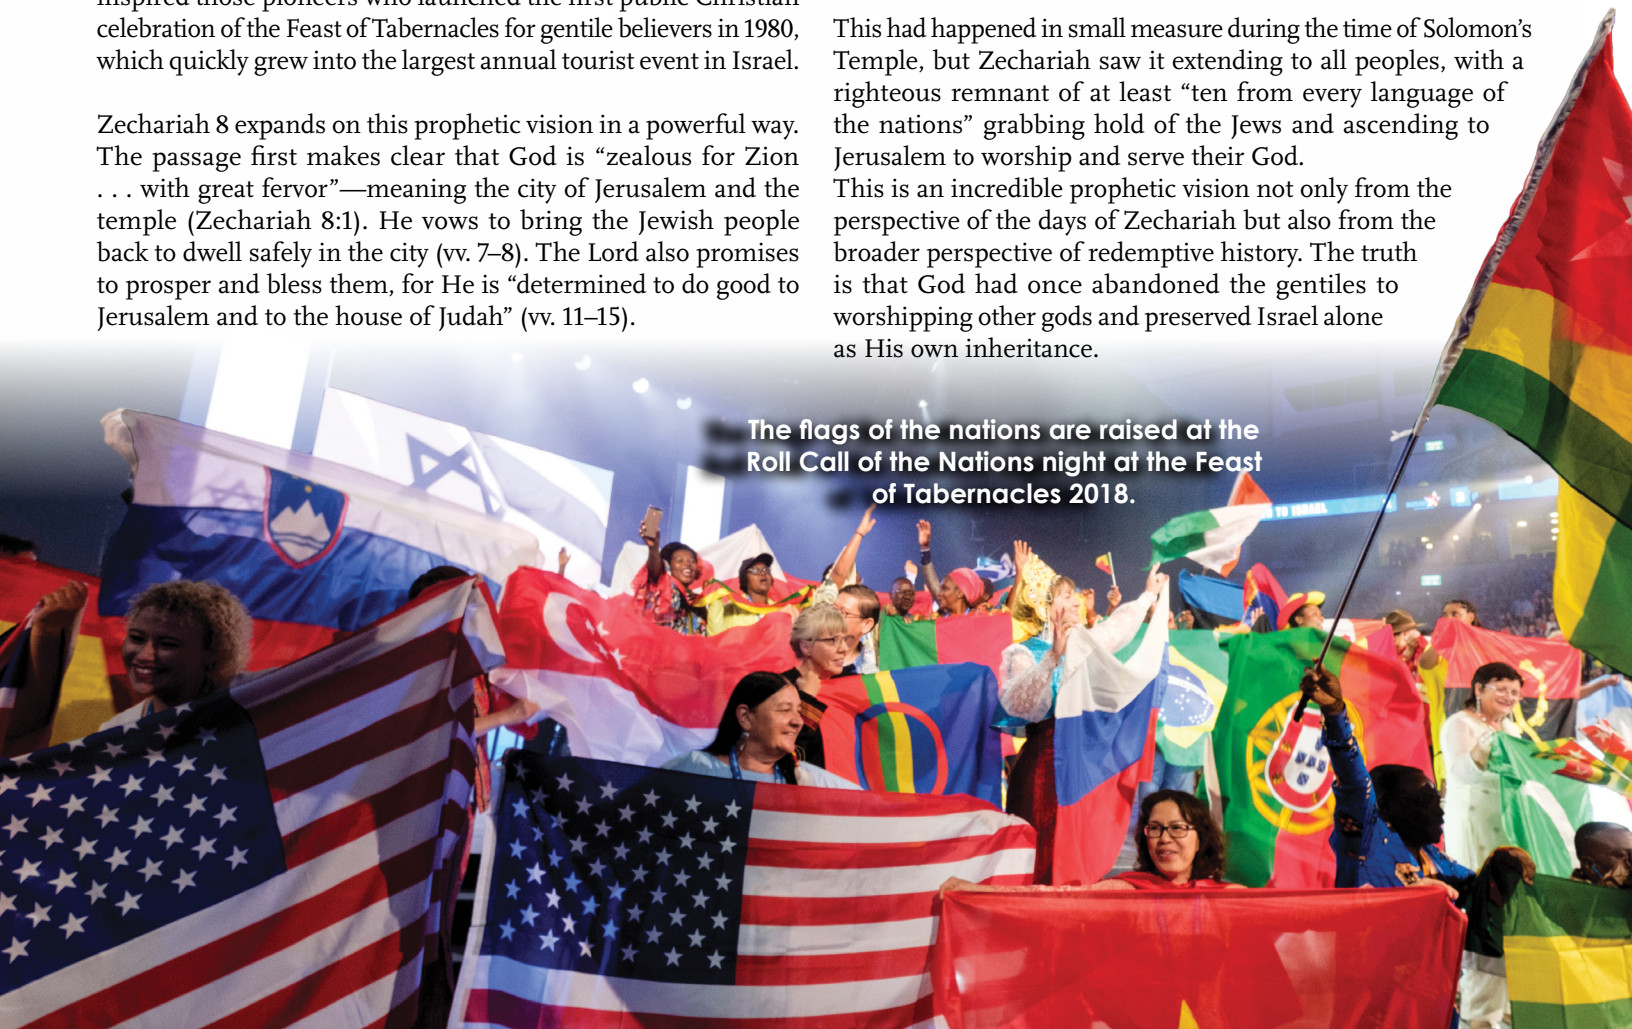 inspired those pioneers who launched the first public Christian
celebration of the Feast of Tabernacles for gentile believers in 1980,
which quickly grew into the largest annual tourist event in Israel.
Zechariah 8 expands on this prophetic vision in a powerful way.
The passage first makes clear that God is “zealous for Zion
. . . with great fervor”—meaning the city of Jerusalem and the
temple (Zechariah 8:1). He vows to bring the Jewish people
back to dwell safely in the city (vv. 7–8). The Lord also promises
to prosper and bless them, for He is “determined to do good to
Jerusalem and to the house of Judah” (vv. 11–15).
This had happened in small measure during the time of Solomon’s
Temple, but Zechariah saw it extending to all peoples, with a
righteous remnant of at least “ten from every language of
the nations” grabbing hold of the Jews and ascending to
Jerusalem to worship and serve their God.
This is an incredible prophetic vision not only from the
perspective of the days of Zechariah but also from the
broader perspective of redemptive history. The truth
is that God had once abandoned the gentiles to
worshipping other gods and preserved Israel alone
as His own inheritance.
The flags of the nations are raised at the
Roll Call of the Nations night at the Feast
of Tabernacles 2018.
TO ISRAEL